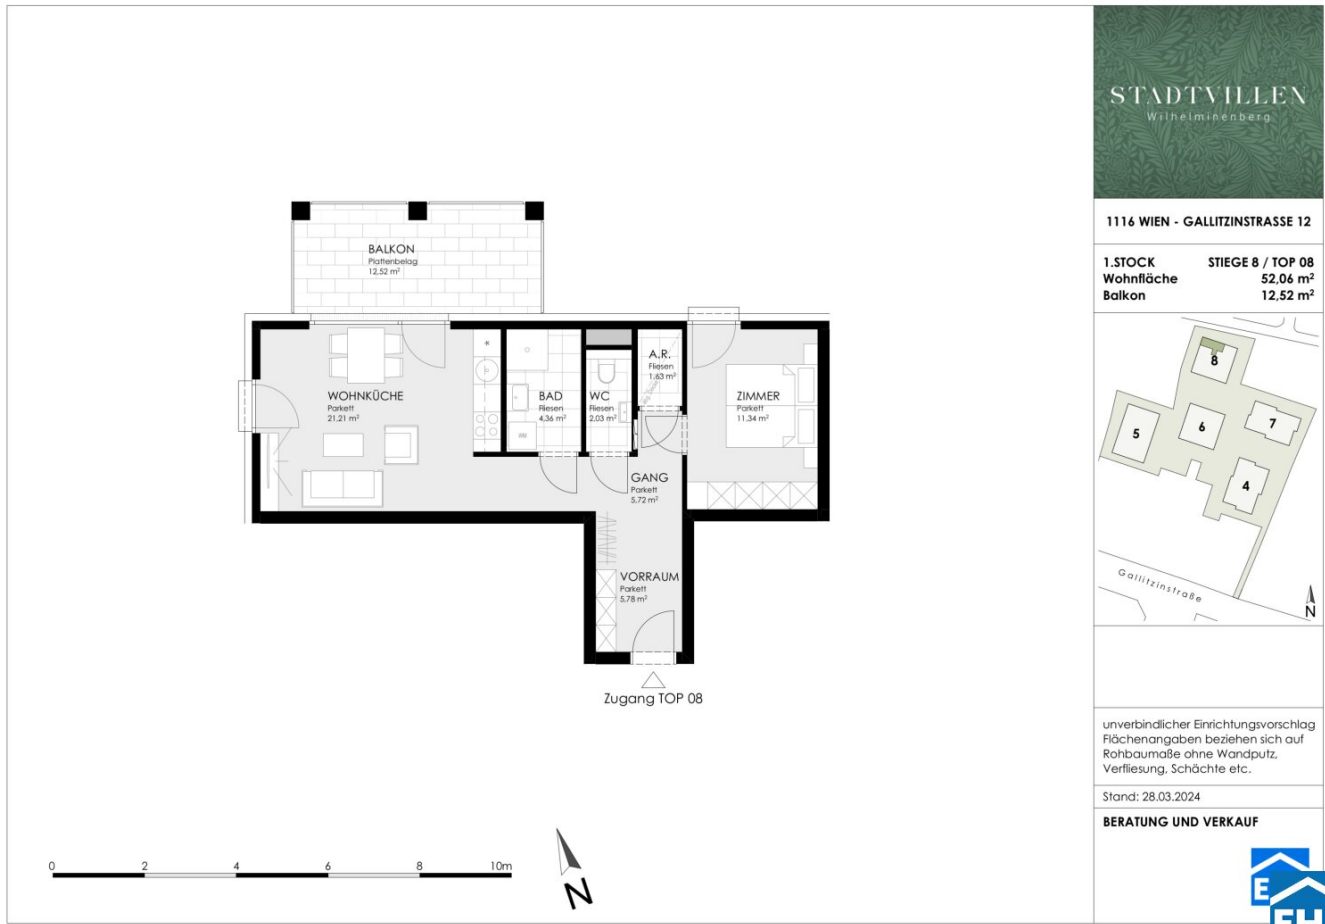 STADTVILLEN
Wilhelminenberg
1116 WIEN - GALLITZINSTRASSE 12
1.STOCK STIEGE 8 / TOP 08
Wohnfläche 52,06 m²
Balkon 12,52 m²
8
5
6
7
4
Gallitzinstraße
N
BALKON
Plattenbelag
12,52 m²
WOHNKÜCHE
Parkett
21,21 m²
BAD
Fliesen
4,36 m²
WC
Fliesen
2,03 m²
A.R.
Fliesen
1,63 m²
ZIMMER
Parkett
11,34 m²
GANG
Parkett
5,72 m²
VORRAUM
Parkett
5,78 m²
Zugang TOP 08
unverbindlicher Einrichtungsvorschlag
Flächenangaben beziehen sich auf
Rohbaumaße ohne Wandputz,
Verfliesung, Schächte etc.
Stand: 28.03.2024
BERATUNG UND VERKAUF
0 2 4 6 8 10m
N
E
EH